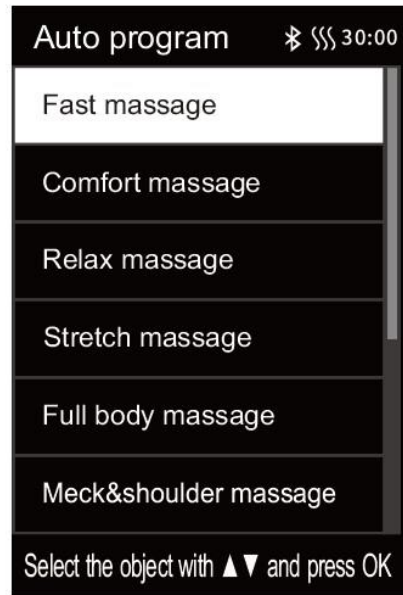 Auto program 30:00
Fast massage
Comfort massage
Relax massage
Stretch massage
Full body massage
Meck&shoulder massage
Select the object with ▲▼ and press OK